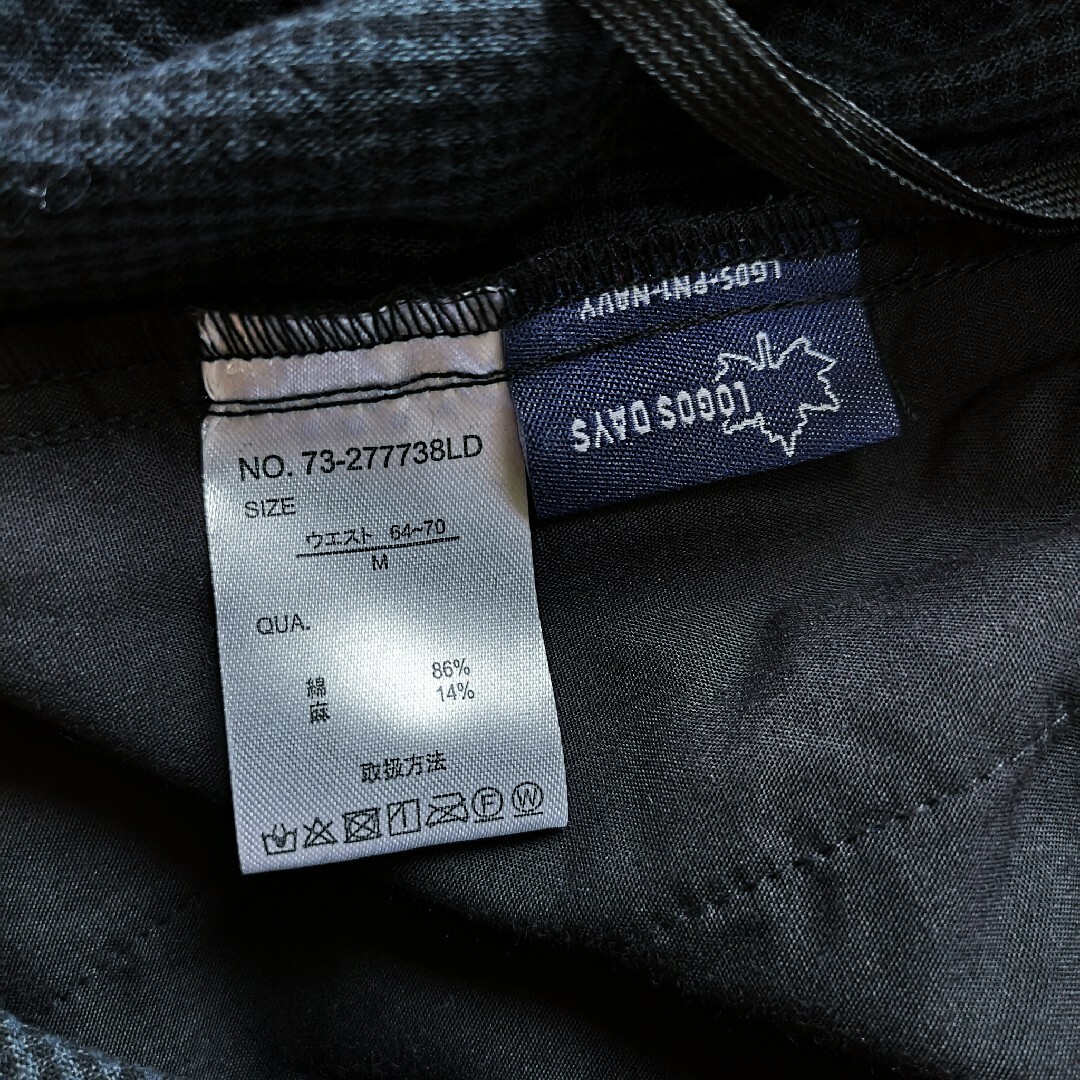 NO. 73-277738LD
SIZE
ウエスト 64~70
M
QUA.
綿 86%
麻 14%
取扱方法
F W
LOGOS DAYS
LGOS-PNT-NAVY